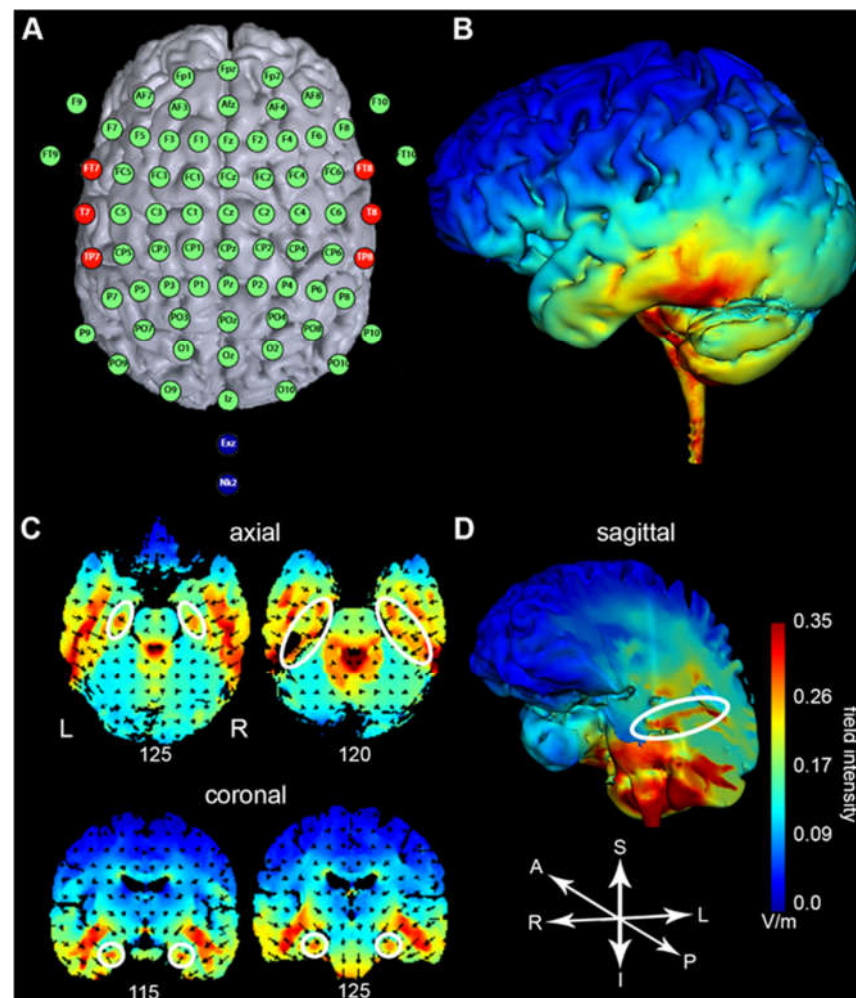 A
Fp1 Fpz Fp2
AF7 AF3 Afz AF4 AF8
F9 F7 F5 F3 F1 Fz F2 F4 F6 F8 F10
FT9 FT7 FC5 FC3 FC1 FCz FC2 FC4 FC6 FT8 FT10
T7 C5 C3 C1 Cz C2 C4 C6 T8
TP7 CP5 CP3 CP1 CPz CP2 CP4 CP6 TP8
P9 P7 P5 P3 P1 Pz P2 P4 P6 P8 P10
PO9 PO7 PO3 POz PO4 PO8 PO10
O1 Oz O2
O9 Iz O10
Exz
Nk2
B
C
axial
L R
125 120
coronal
115 125
D
sagittal
0.35
0.26
0.17
0.09
0.0
V/m
field intensity
S
A
R L
P
I